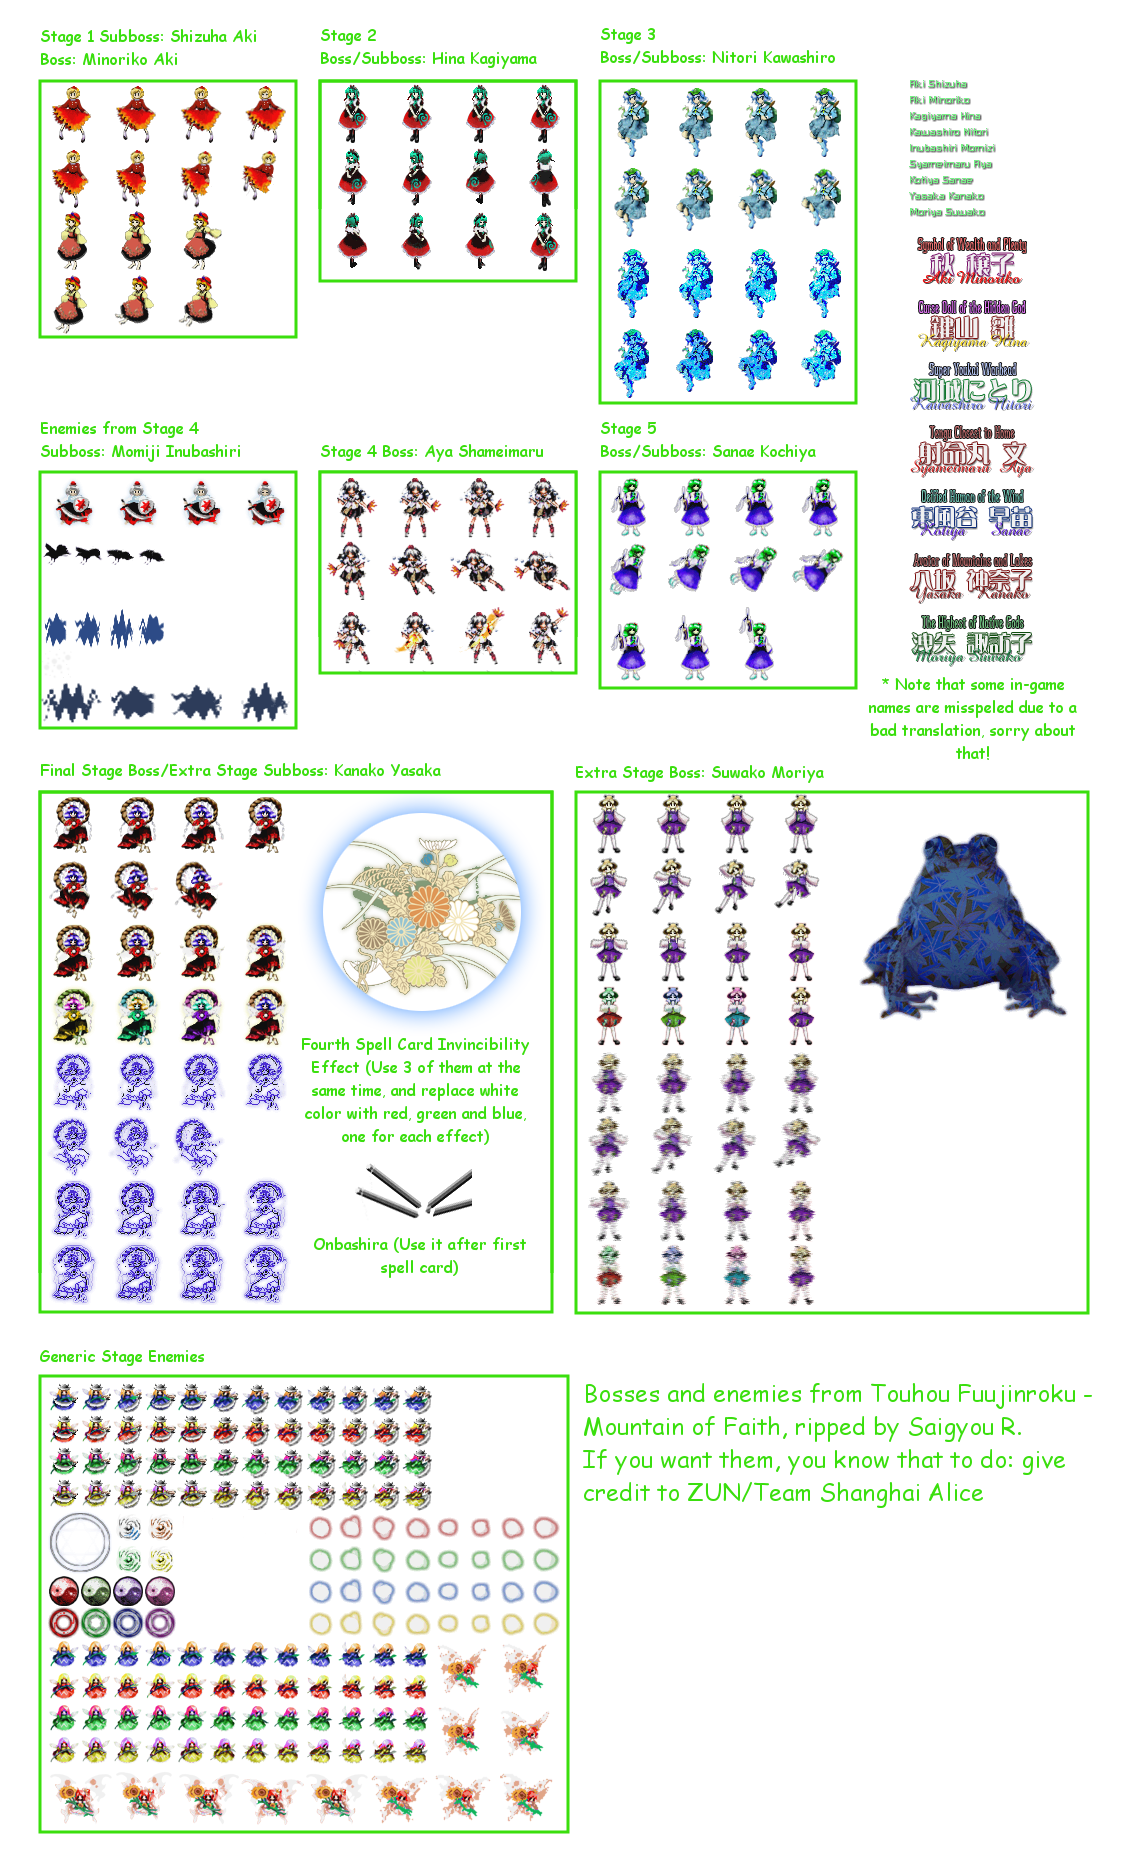 Stage 1 Subboss: Shizuha Aki
Boss: Minoriko Aki
Stage 2
Boss/Subboss: Hina Kagiyama
Stage 3
Boss/Subboss: Nitori Kawashiro
Aki Shizuha
Aki Minoriko
Kagiyama Hina
Kawashiro Nitori
Inubashiri Momizi
Syameimaru Aya
Kotiya Sanae
Yasaka Kanako
Moriya Suwako
Symbol of Wealth and Plenty
秋 穣子
Aki Minoriko
Curse Doll of the Hidden God
鍵山 雛
Kagiyama Hina
Super Youkai Warhead
河城にとり
Kawashiro Nitori
Tengu Closest to Home
射命丸 文
Syameimaru Aya
Deified Human of the Wind
東風谷 早苗
Kotiya Sanae
Avatar of Mountains and Lakes
八坂 神奈子
Yasaka Kanako
The Highest of Native Gods
洩矢 諏訪子
Moriya Suwako
* Note that some in-game
names are misspeled due to a
bad translation, sorry about
that!
Enemies from Stage 4
Subboss: Momiji Inubashiri
Stage 4 Boss: Aya Shameimaru
Stage 5
Boss/Subboss: Sanae Kochiya
Final Stage Boss/Extra Stage Subboss: Kanako Yasaka
Fourth Spell Card Invincibility
Effect (Use 3 of them at the
same time, and replace white
color with red, green and blue,
one for each effect)
Onbashira (Use it after first
spell card)
Extra Stage Boss: Suwako Moriya
Generic Stage Enemies
Bosses and enemies from Touhou Fuujinroku -
Mountain of Faith, ripped by Saigyou R.
If you want them, you know that to do: give
credit to ZUN/Team Shanghai Alice